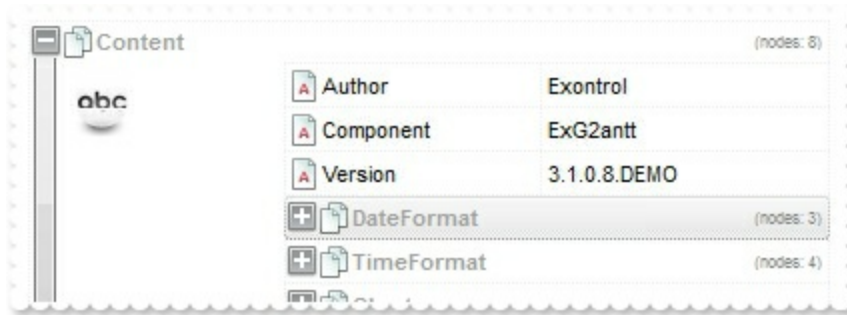 Content (nodes: 8)
abc
Author Exontrol
Component ExG2antt
Version 3.1.0.8.DEMO
DateFormat (nodes: 3)
TimeFormat (nodes: 4)